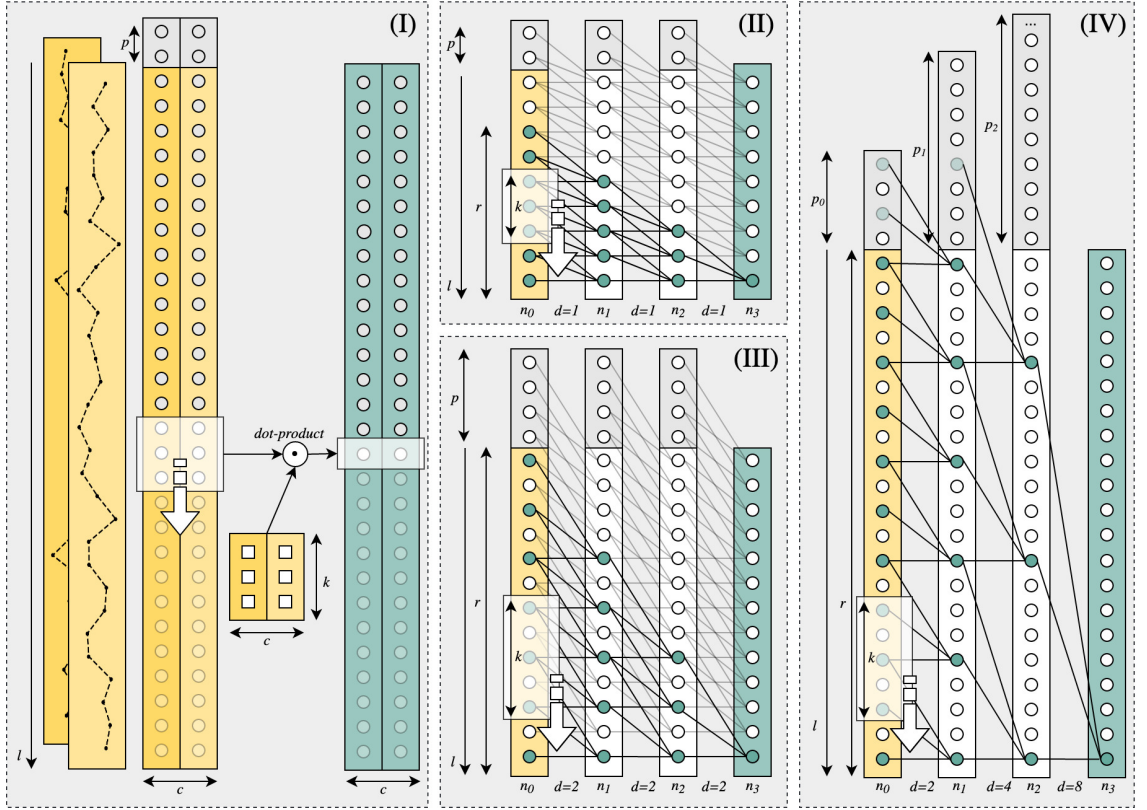 (I)
p
l
dot-product
k
c
c
c
(II)
p
r
k
l
n0 d=1 n1 d=1 n2 d=1 n3
(III)
p
r
k
l
n0 d=2 n1 d=2 n2 d=2 n3
(IV)
...
p2
p1
p0
r
k
l
n0 d=2 n1 d=4 n2 d=8 n3